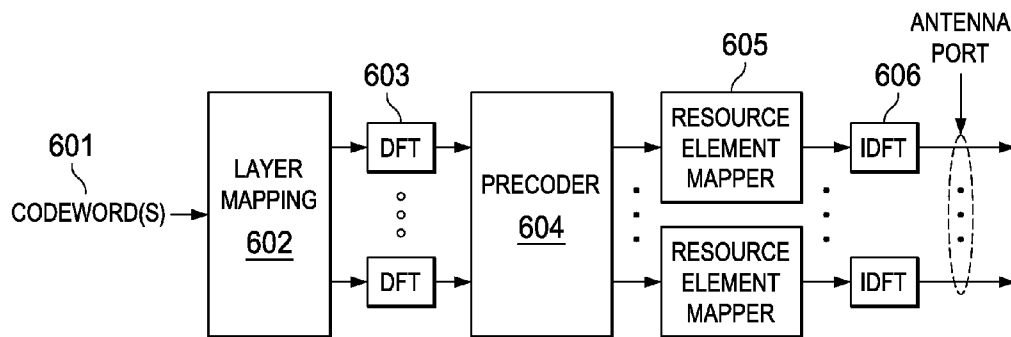 ANTENNA
PORT
605
603
606
601
CODEWORD(S)
LAYER
MAPPING
602
DFT
DFT
PRECODER
604
RESOURCE
ELEMENT
MAPPER
RESOURCE
ELEMENT
MAPPER
IDFT
IDFT